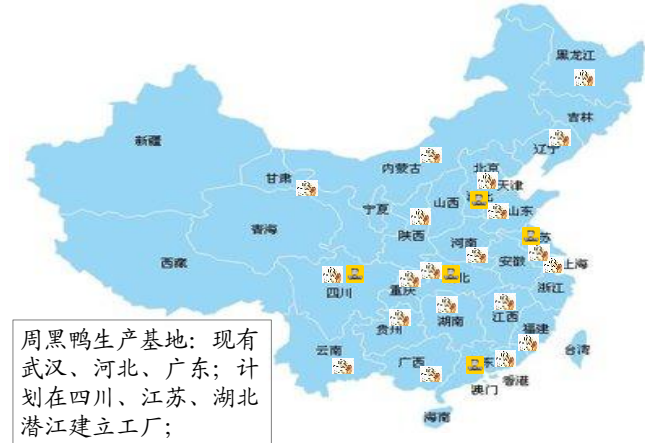 黑龙江
吉林
辽宁
新疆
内蒙古
北京
天津
甘肃
宁夏
山西
山东
青海
陕西
河南
苏
西藏
安徽
上海
四川
重庆
北
浙江
贵州
湖南
江西
福建
云南
广西
东
台湾
香港
澳门
海南
周黑鸭生产基地：现有
武汉、河北、广东；计
划在四川、江苏、湖北
潜江建立工厂；